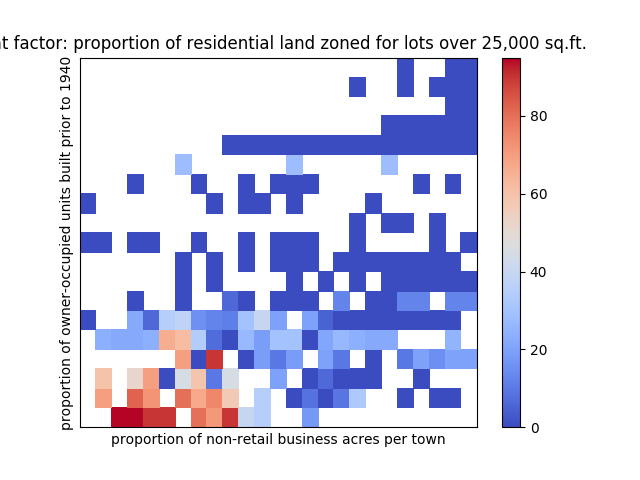 factor: proportion of residential land zoned for lots over 25,000 sq.ft.
proportion of owner-occupied units built prior to 1940
80
60
40
20
0
proportion of non-retail business acres per town